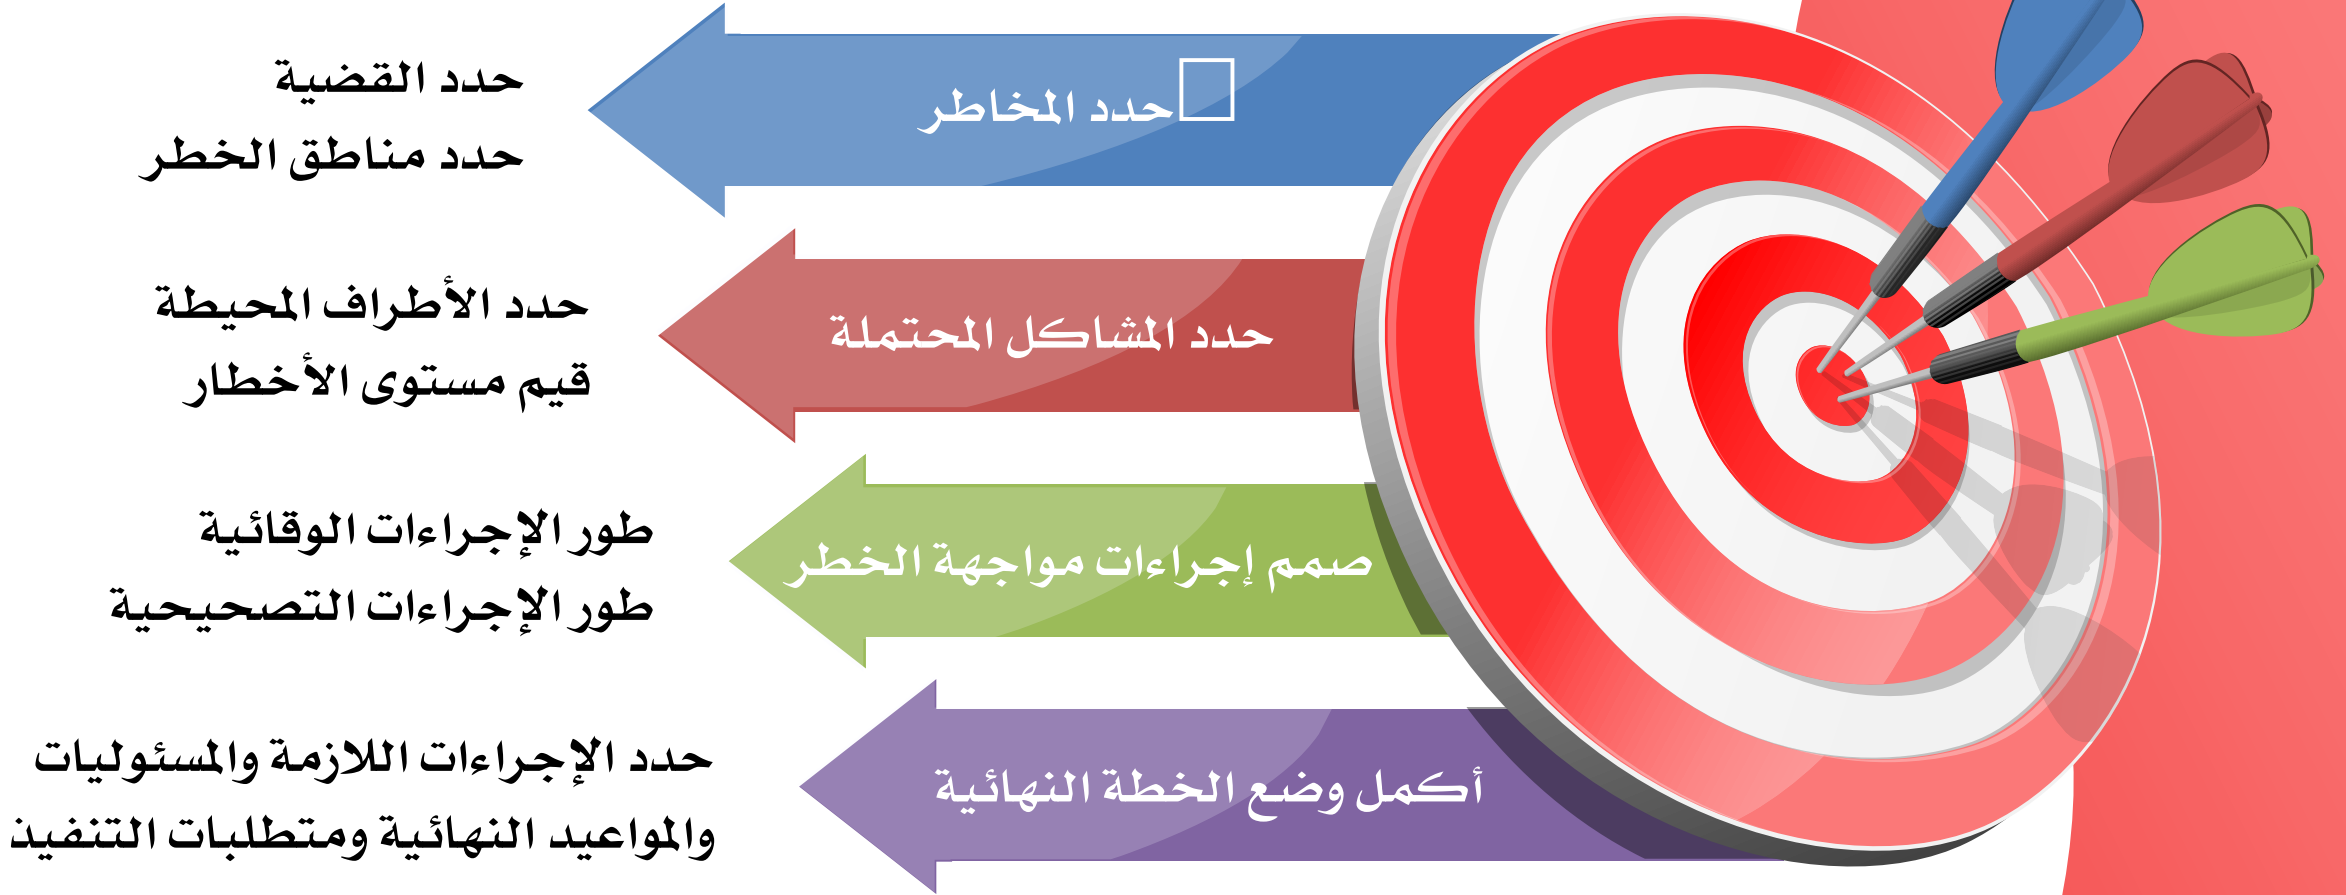 حدد المخاطر
حدد القضية
حدد مناطق الخطر
حدد المشاكل المحتملة
حدد الأطراف المحيطة
قيم مستوى الأخطار
صمم إجراءات مواجهة الخطر
طور الإجراءات الوقائية
طور الإجراءات التصحيحية
أكمل وضع الخطة النهائية
حدد الإجراءات اللازمة والمسئوليات
والمواعيد النهائية ومتطلبات التنفيذ